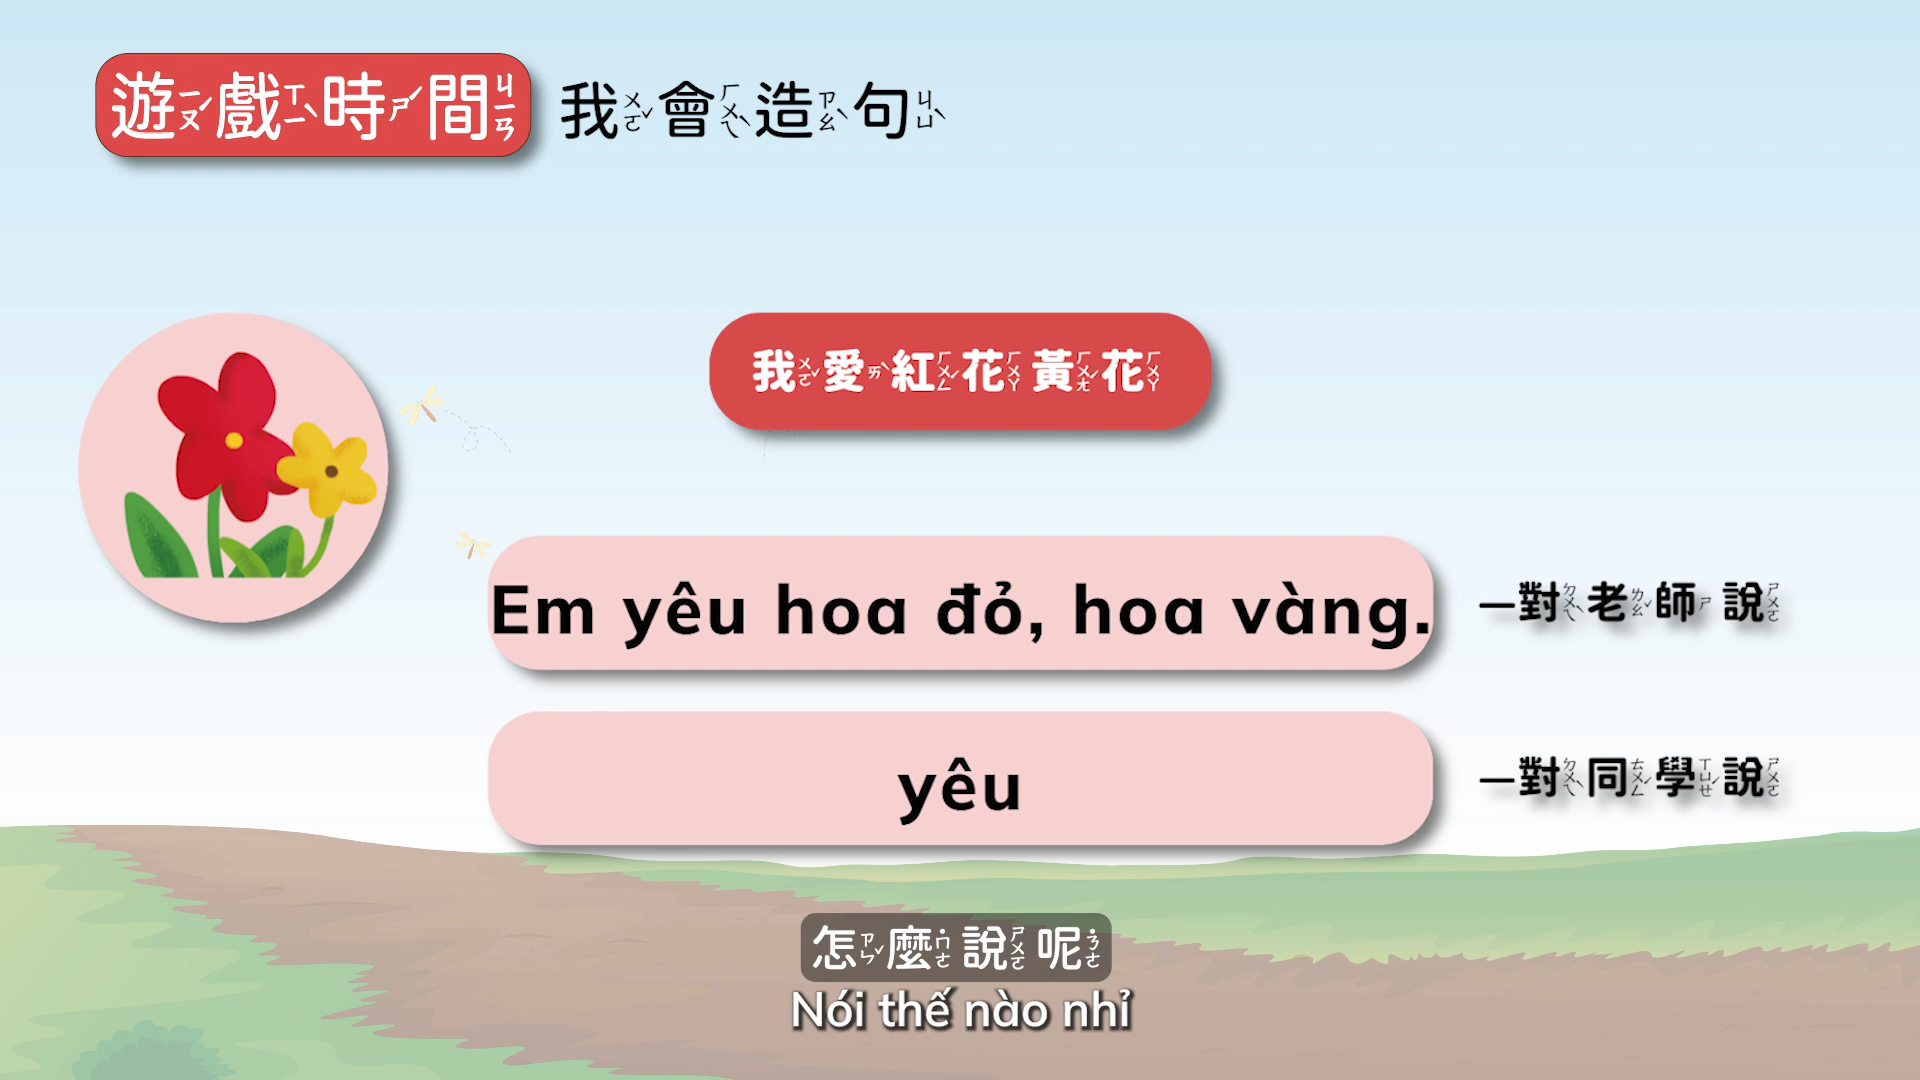 遊戲時間 我會造句
我愛紅花黃花
Em yêu hoa đỏ, hoa vàng.
—對老師說
yêu
—對同學說
怎麼說呢
Nói thế nào nhỉ